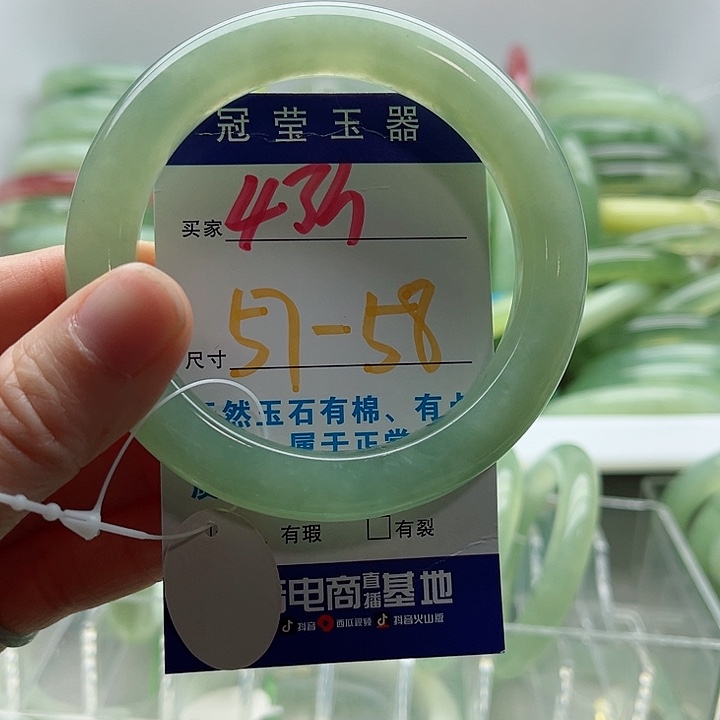 冠莹玉器
买家 43h
尺寸 57-58
然玉石有棉、有
属于正常
有瑕 □有裂
电商直播基地
抖音 西瓜视频 抖音火山版